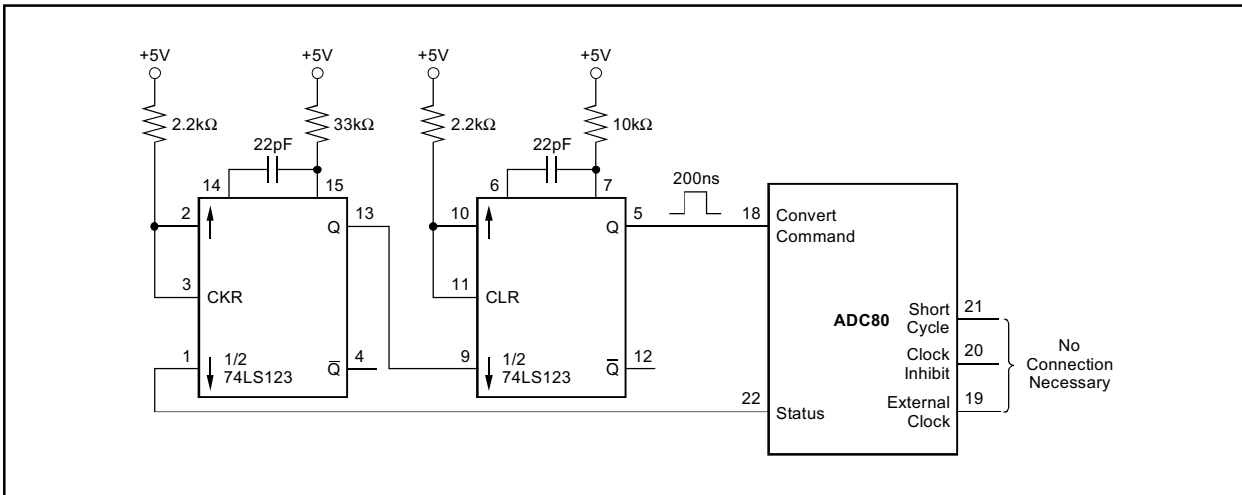 +5V
+5V
+5V
+5V
2.2kΩ
33kΩ
2.2kΩ
10kΩ
22pF
22pF
14
15
6
7
200ns
2
13
10
5
18
Q
Q
Convert
Command
3
CKR
11
CLR
ADC80
Short
Cycle
21
Clock
Inhibit
20
No
Connection
Necessary
1
1/2
74LS123
Q̅
4
9
1/2
74LS123
Q̅
12
22
Status
External
Clock
19